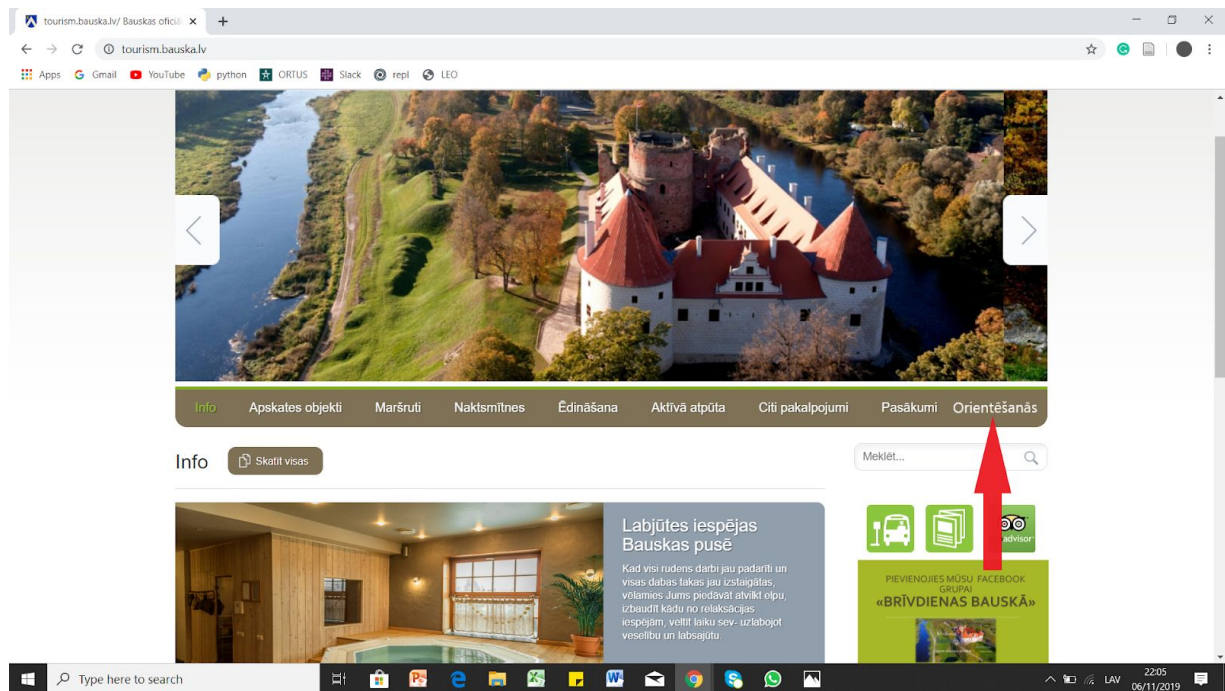 tourism.bauska.lv/ Bauskas oficiā
tourism.bauska.lv
Apps Gmail YouTube python ORTUS Slack repl LEO
Info Apskates objekti Maršruti Naktsmītnes Ēdināšana Aktīvā atpūta Citi pakalpojumi Pasākumi Orientēšanās
Info
Skatīt visas
Meklēt...
Labjūtes iespējas
Bauskas pusē
Kad visi rudens darbi jau padarīti un
visas dabas takas jau izstaigātas,
vēlamies Jums piedāvāt atvilkt elpu,
izbaudīt kādu no relaksācijas
iespējām, veltīt laiku sev- uzlabojot
veselību un labsajūtu.
advisor
PIEVIENOJIES MŪSU FACEBOOK
GRUPAI
«BRĪVDIENAS BAUSKĀ»
Type here to search
LAV
22:05
06/11/2019